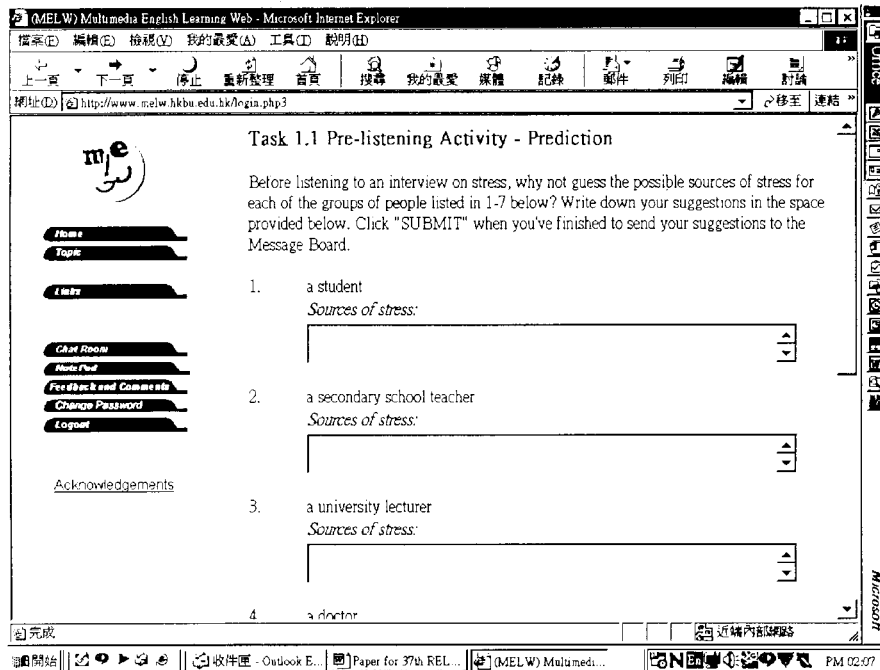 (MELW) Multimedia English Learning Web - Microsoft Internet Explorer
檔案(F) 編輯(E) 檢視(V) 我的最愛(A) 工具(T) 說明(H)
上一頁 下一頁 停止 重新整理 首頁 搜尋 我的最愛 媒體 記錄 郵件 列印 編輯 討論
網址(D) http://www.melw.hkbu.edu.hk/login.php3 移至 連結 »
me
Home
Topic
Links
Chat Room
Note Pad
Feedback and Comments
Change Password
Logout
Acknowledgements
Task 1.1 Pre-listening Activity - Prediction
Before listening to an interview on stress, why not guess the possible sources of stress for
each of the groups of people listed in 1-7 below? Write down your suggestions in the space
provided below. Click "SUBMIT" when you've finished to send your suggestions to the
Message Board.
1. a student
Sources of stress:
2. a secondary school teacher
Sources of stress:
3. a university lecturer
Sources of stress:
4 a doctor
Office
Microsoft
完成 近端內部網路
開始 收件匣 - Outlook E... Paper for 37th REL... (MELW) Multimedi... PM 02:07